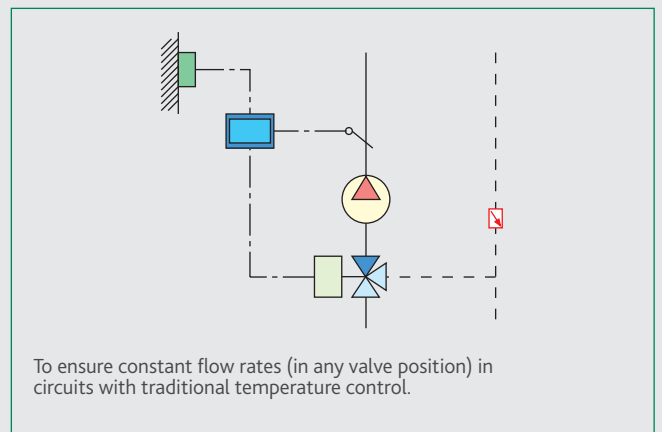 To ensure constant flow rates (in any valve position) in
circuits with traditional temperature control.